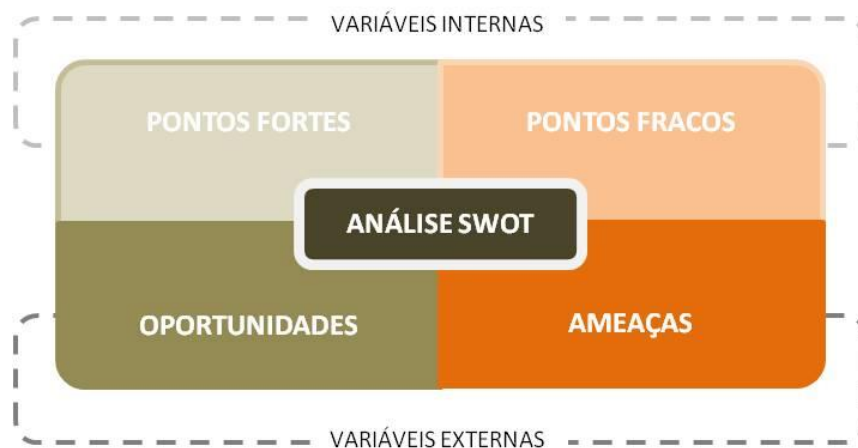 VARIÁVEIS INTERNAS
PONTOS FORTES
PONTOS FRACOS
ANÁLISE SWOT
OPORTUNIDADES
AMEAÇAS
VARIÁVEIS EXTERNAS